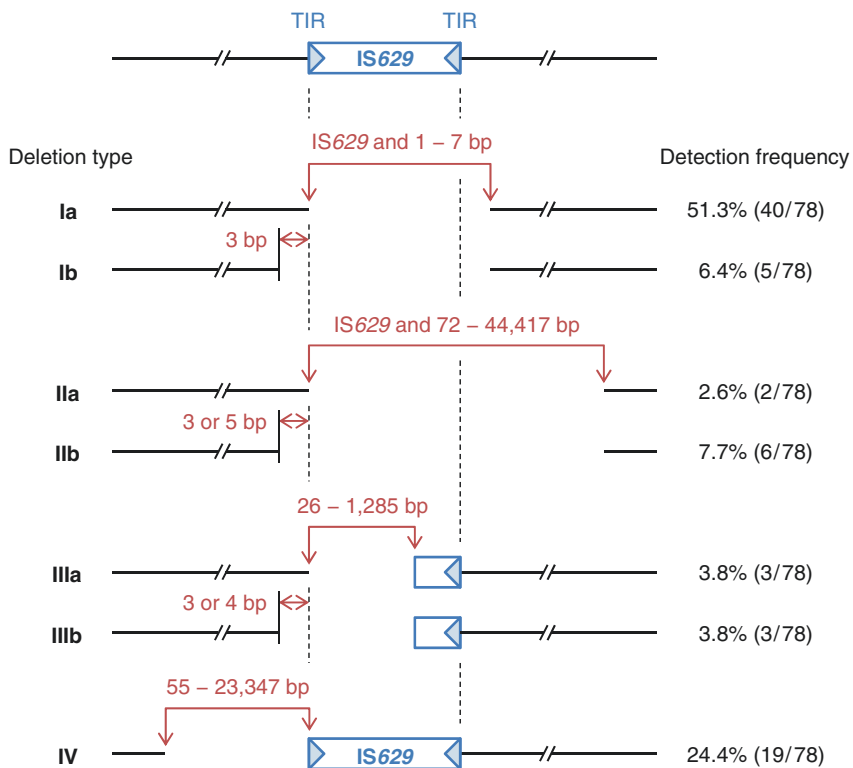 TIR TIR
IS629
IS629 and 1 – 7 bp
Deletion type Detection frequency
Ia 51.3% (40/78)
3 bp
Ib 6.4% (5/78)
IS629 and 72 – 44,417 bp
IIa 2.6% (2/78)
3 or 5 bp
IIb 7.7% (6/78)
26 – 1,285 bp
IIIa 3.8% (3/78)
3 or 4 bp
IIIb 3.8% (3/78)
55 – 23,347 bp
IV IS629 24.4% (19/78)